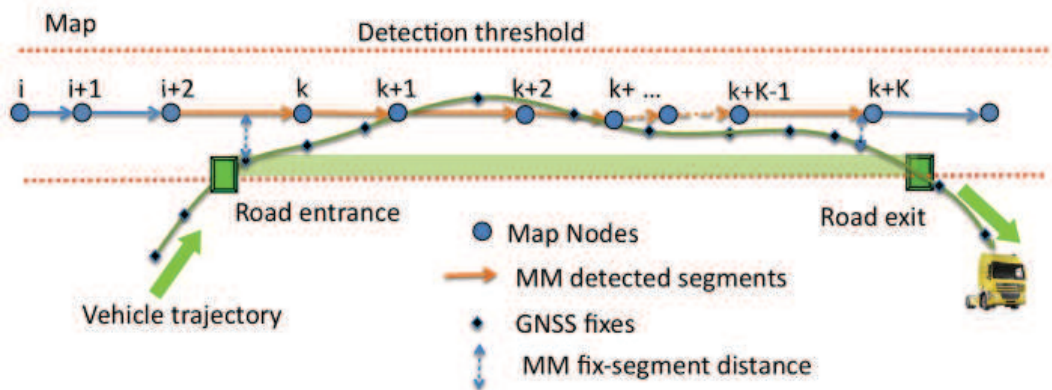 Map
Detection threshold
i i+1 i+2 k k+1 k+2 k+ ... k+K-1 k+K
Road entrance
Road exit
Map Nodes
MM detected segments
Vehicle trajectory
GNSS fixes
MM fix-segment distance